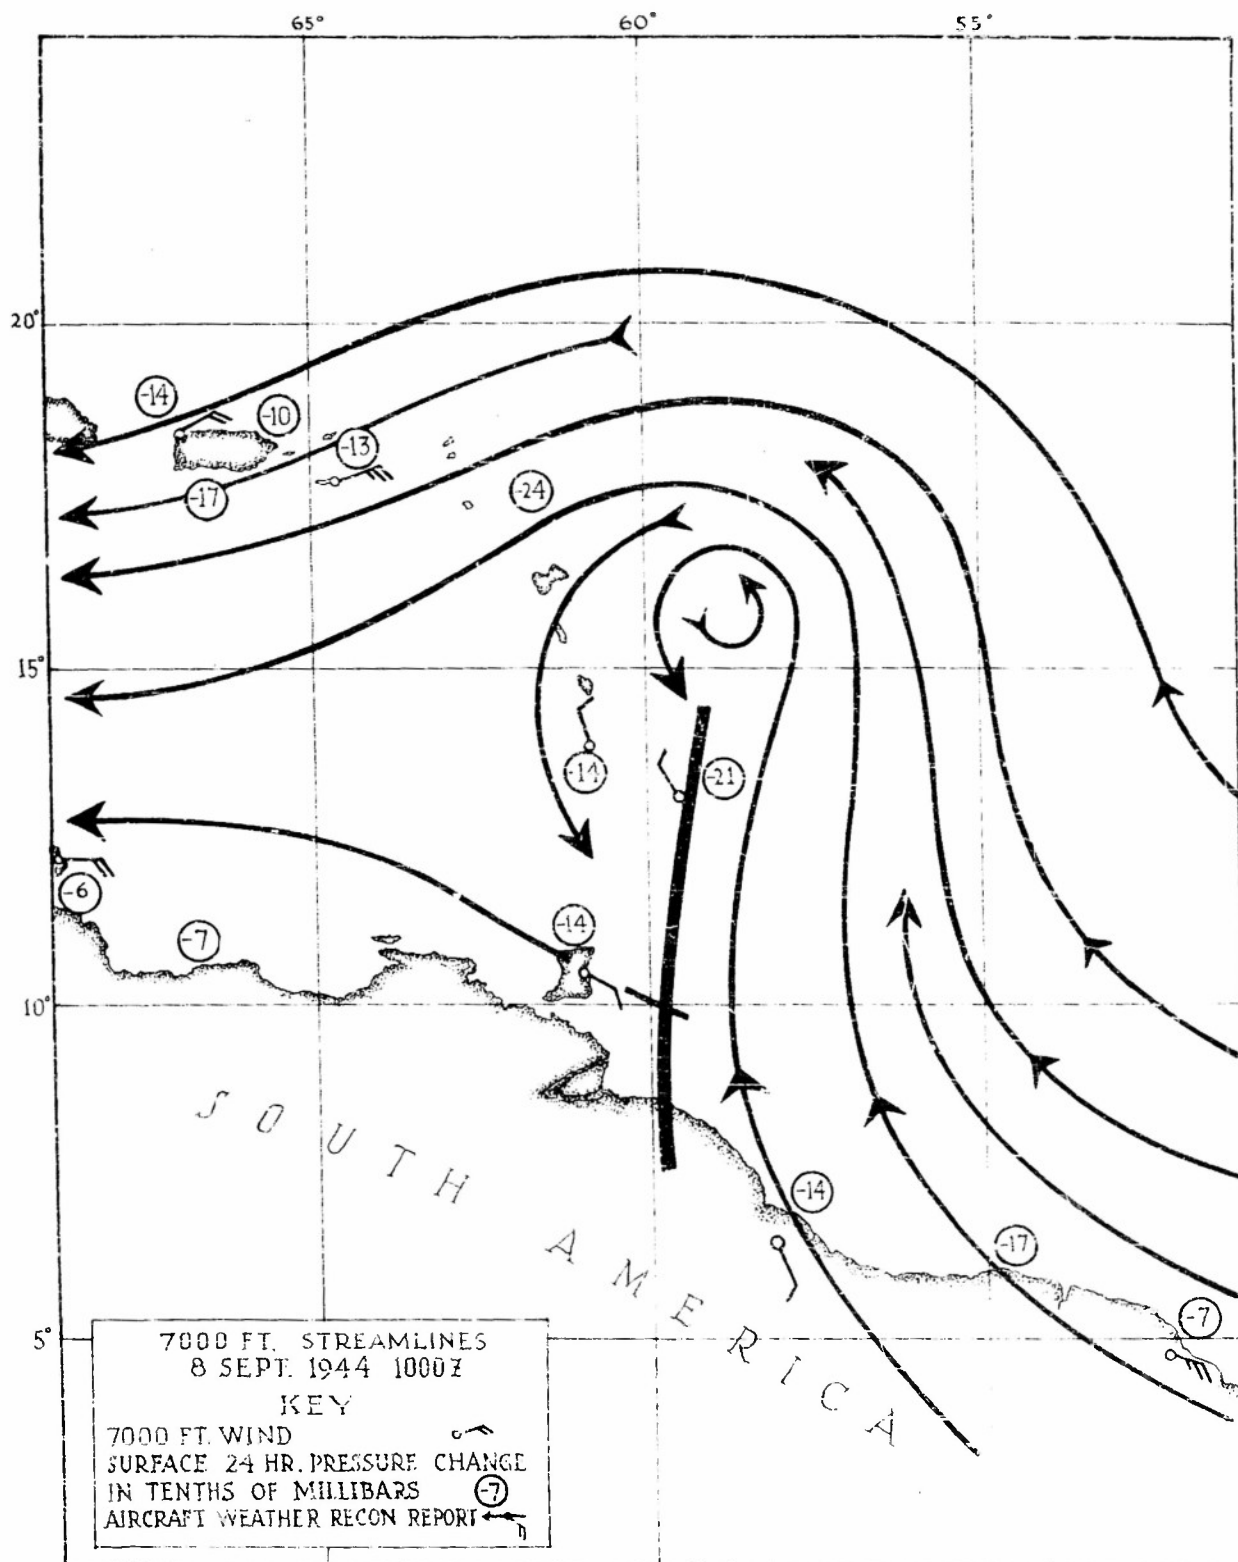 65° 60° 55°
20°
-14
-10
-13
-17
-24
15°
-14
-21
-6
-14
-7
10°
SOUTH AMERICA
-14
-17
-7
5°
7000 FT. STREAMLINES
8 SEPT. 1944 1000Z
KEY
7000 FT. WIND
SURFACE 24 HR. PRESSURE CHANGE
IN TENTHS OF MILLIBARS -7
AIRCRAFT WEATHER RECON REPORT